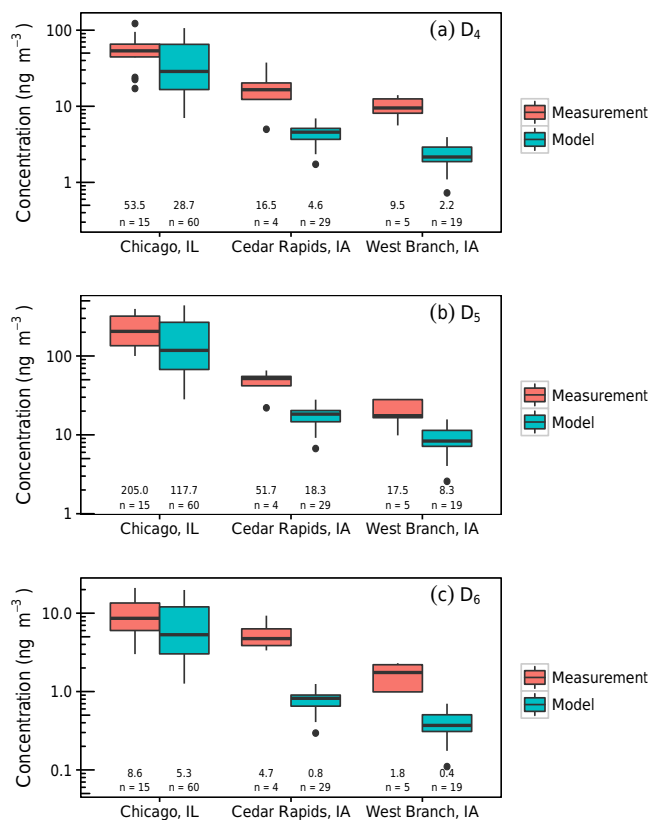 (a) D4
Concentration (ng m−3)
100
10
1
53.5 28.7 16.5 4.6 9.5 2.2
n = 15 n = 60 n = 4 n = 29 n = 5 n = 19
Chicago, IL Cedar Rapids, IA West Branch, IA
Measurement
Model
(b) D5
Concentration (ng m−3)
100
10
1
205.0 117.7 51.7 18.3 17.5 8.3
n = 15 n = 60 n = 4 n = 29 n = 5 n = 19
Chicago, IL Cedar Rapids, IA West Branch, IA
Measurement
Model
(c) D6
Concentration (ng m−3)
10.0
1.0
0.1
8.6 5.3 4.7 0.8 1.8 0.4
n = 15 n = 60 n = 4 n = 29 n = 5 n = 19
Chicago, IL Cedar Rapids, IA West Branch, IA
Measurement
Model